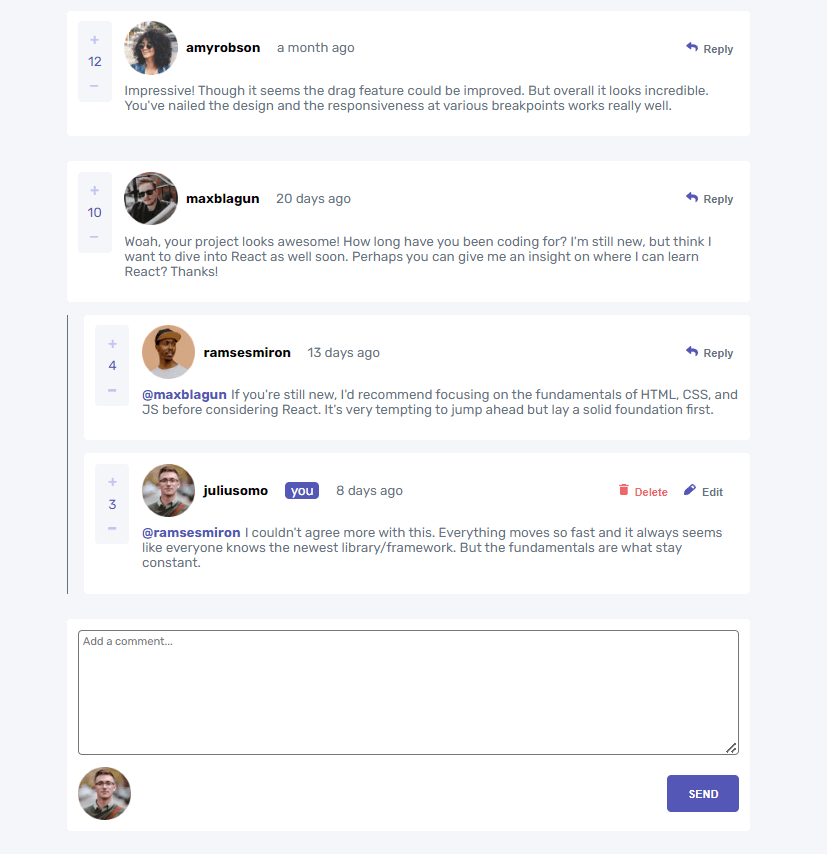 +
12
−
amyrobson a month ago Reply
Impressive! Though it seems the drag feature could be improved. But overall it looks incredible.
You've nailed the design and the responsiveness at various breakpoints works really well.
+
10
−
maxblagun 20 days ago Reply
Woah, your project looks awesome! How long have you been coding for? I'm still new, but think I
want to dive into React as well soon. Perhaps you can give me an insight on where I can learn
React? Thanks!
+
4
−
ramsesmiron 13 days ago Reply
@maxblagun If you're still new, I'd recommend focusing on the fundamentals of HTML, CSS, and
JS before considering React. It's very tempting to jump ahead but lay a solid foundation first.
+
3
−
juliusomo you 8 days ago Delete Edit
@ramsesmiron I couldn't agree more with this. Everything moves so fast and it always seems
like everyone knows the newest library/framework. But the fundamentals are what stay
constant.
Add a comment...
SEND